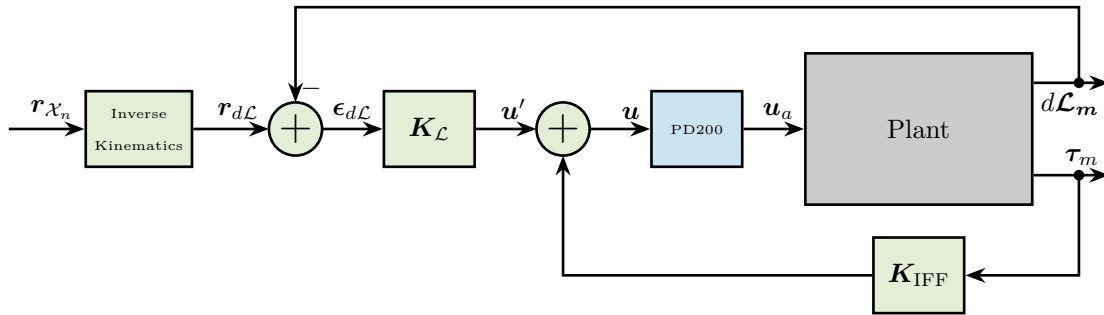 −
r_{𝒳_n}
Inverse
Kinematics
r_{dℒ}
+
ϵ_{dℒ}
K_ℒ
u′
+
u
PD200
u_a
Plant
dℒ_m
τ_m
K_IFF